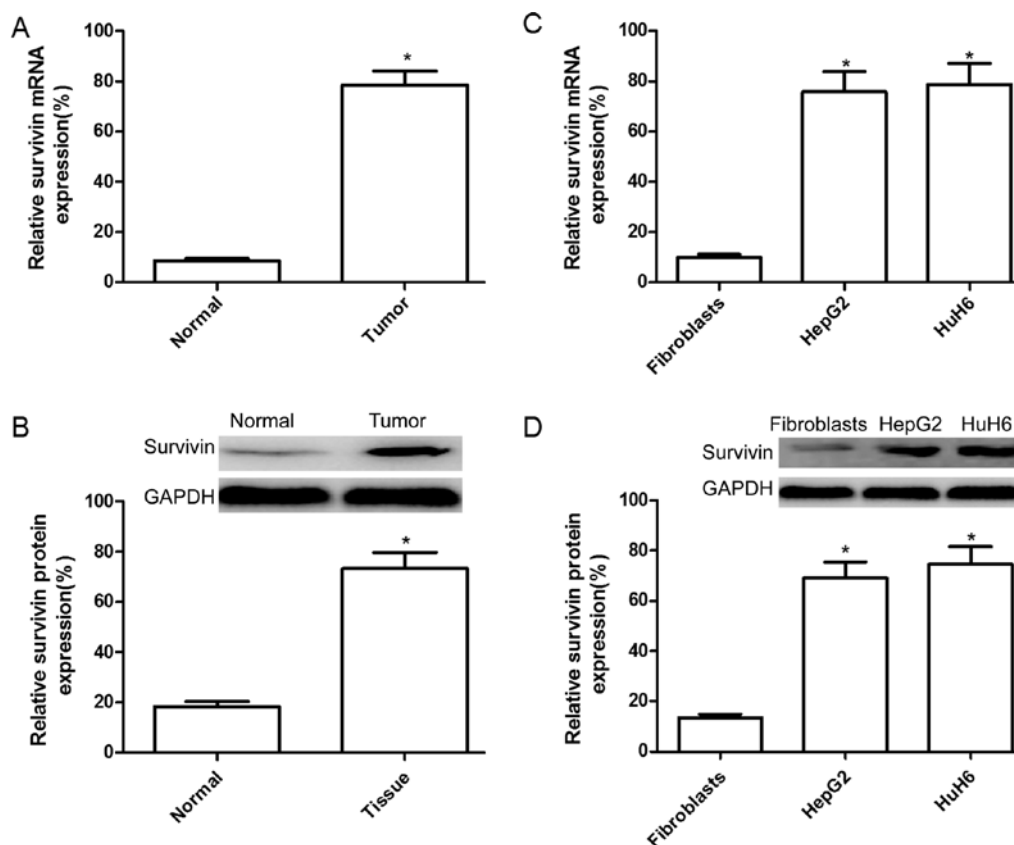 A
Relative survivin mRNA
expression(%)
100
80
60
40
20
0
*
Normal
Tumor
C
Relative survivin mRNA
expression(%)
100
80
60
40
20
0
*
*
Fibroblasts
HepG2
HuH6
B
Normal
Tumor
Survivin
GAPDH
Relative survivin protein
expression(%)
100
80
60
40
20
0
*
Normal
Tissue
D
Fibroblasts HepG2 HuH6
Survivin
GAPDH
Relative survivin protein
expression(%)
100
80
60
40
20
0
*
*
Fibroblasts
HepG2
HuH6